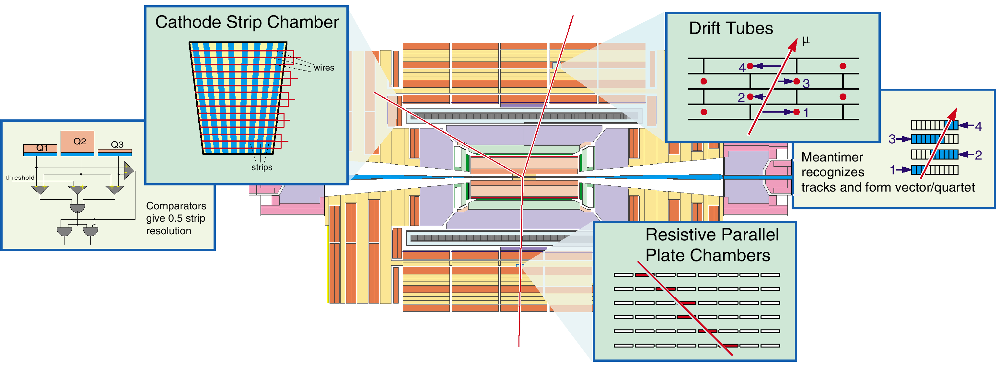 Cathode Strip Chamber
wires
strips
Q1
Q2
Q3
threshold
+
-
+
-
+
-
+
Comparators
give 0.5 strip
resolution
Drift Tubes
μ
4
3
2
1
4
3
2
1
Meantimer
recognizes
tracks and form vector/quartet
Resistive Parallel
Plate Chambers